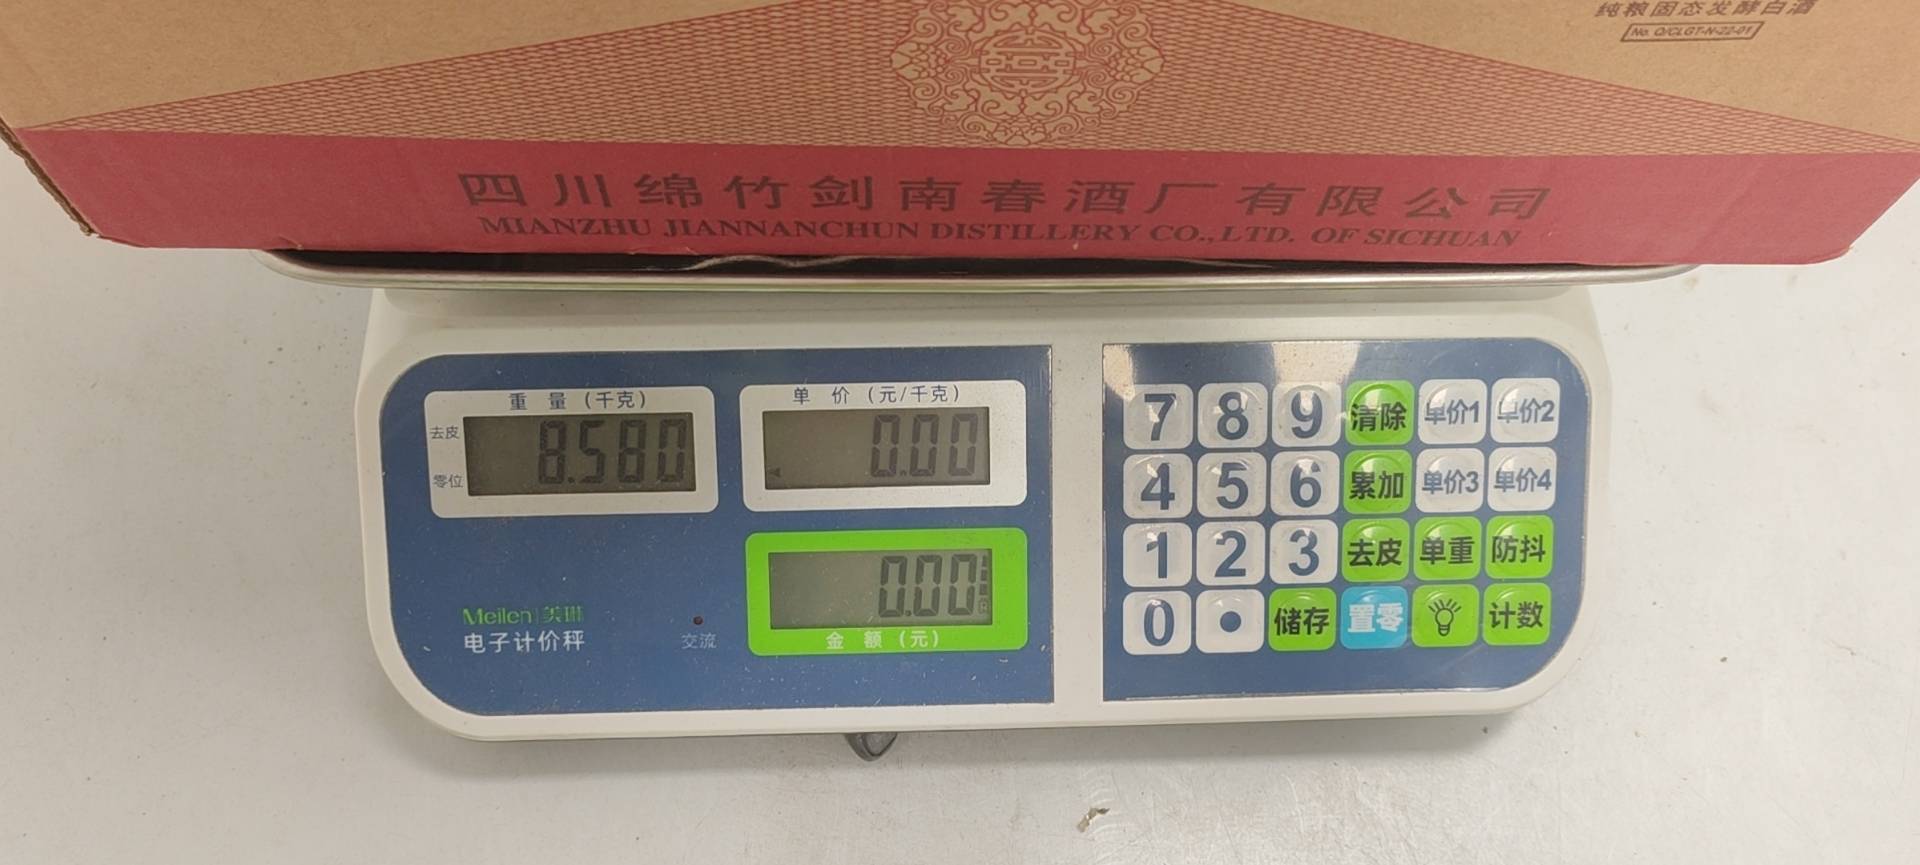 纯粮固态发酵白酒
No. Q/CLGT-N-22-01
四川绵竹剑南春酒厂有限公司
MIANZHU JIANNANCHUN DISTILLERY CO.,LTD. OF SICHUAN
重 量 (千克)
去皮
零位
8.580
单 价 (元/千克)
0.00
0.00
金 额 (元)
Meilen 美琳
电子计价秤
交流
7 8 9 清除 单价1 单价2
4 5 6 累加 单价3 单价4
1 2 3 去皮 单重 防抖
0 • 储存 置零 计数